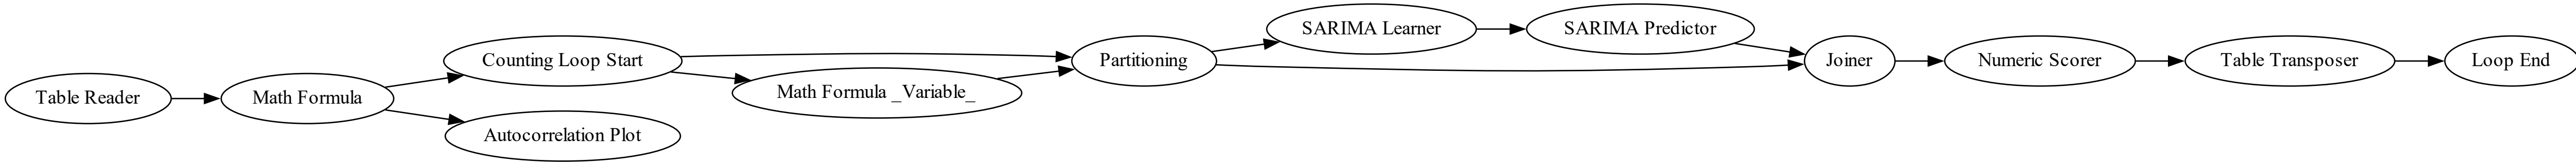 Table Reader
Math Formula
Counting Loop Start
Autocorrelation Plot
Math Formula _Variable_
Partitioning
SARIMA Learner
SARIMA Predictor
Joiner
Numeric Scorer
Table Transposer
Loop End